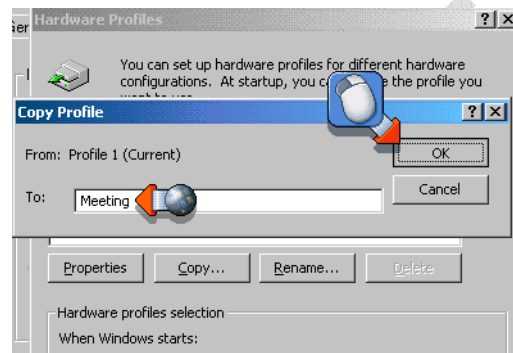 Hardware Profiles
You can set up hardware profiles for different hardware
configurations. At startup, you the profile you
Copy Profile
From: Profile 1 (Current)
OK
To: Meeting
Cancel
Properties Copy... Rename... Delete
Hardware profiles selection
When Windows starts: